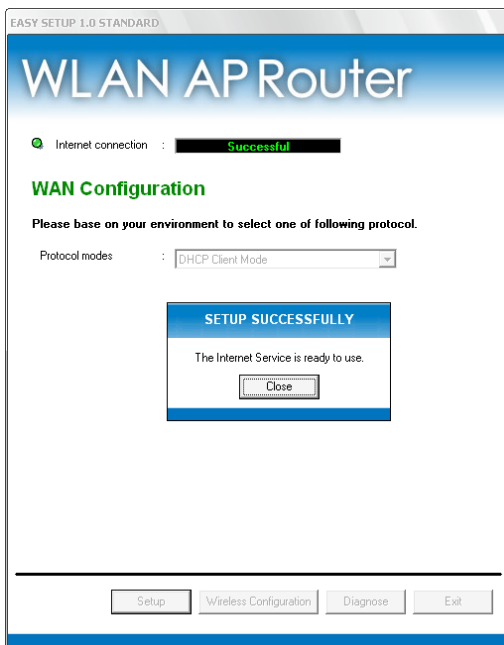 EASY SETUP 1.0 STANDARD
WLAN AP Router
Internet connection : Successful
WAN Configuration
Please base on your environment to select one of following protocol.
Protocol modes : DHCP Client Mode
SETUP SUCCESSFULLY
The Internet Service is ready to use.
Close
Setup Wireless Configuration Diagnose Exit